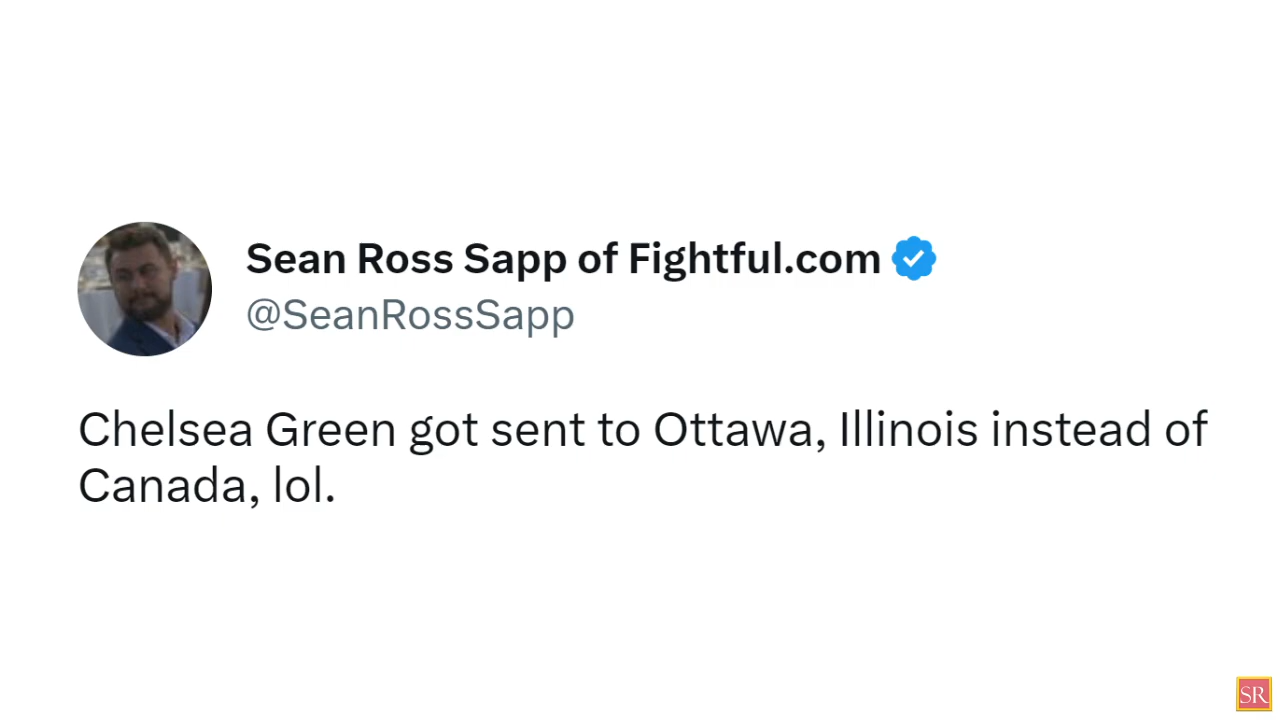 Sean Ross Sapp of Fightful.com
@SeanRossSapp
Chelsea Green got sent to Ottawa, Illinois instead of
Canada, lol.
SR